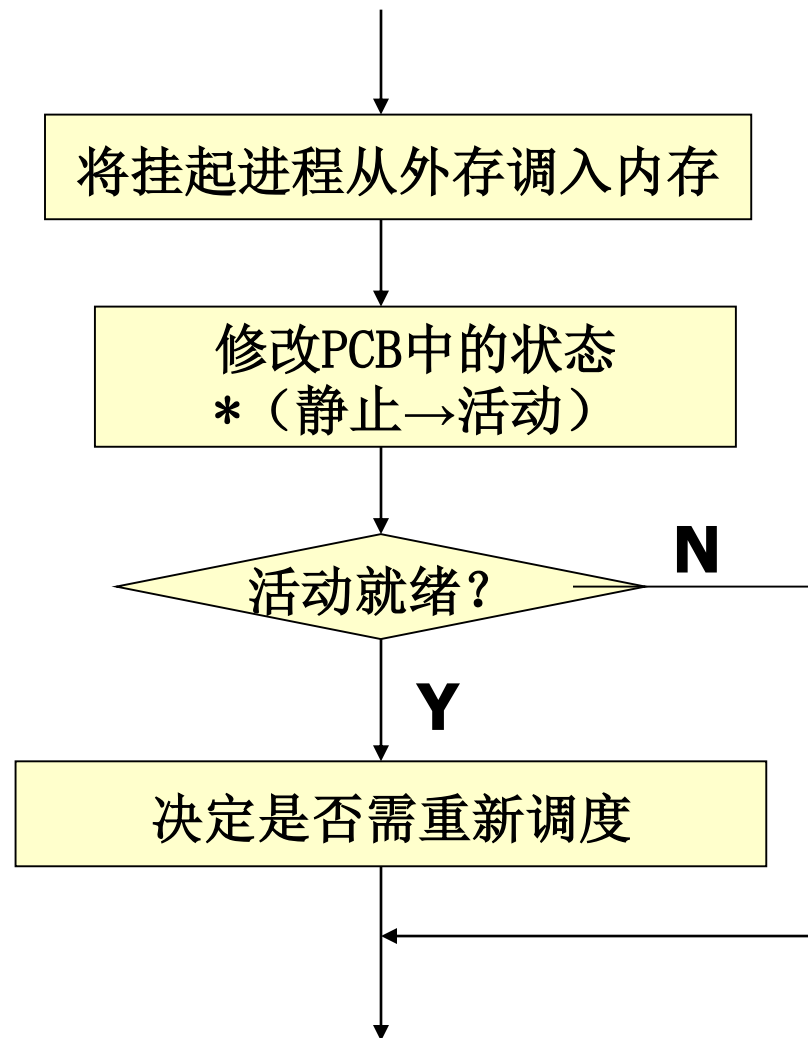 将挂起进程从外存调入内存
修改PCB中的状态
*（静止→活动）
活动就绪？
N
Y
决定是否需重新调度